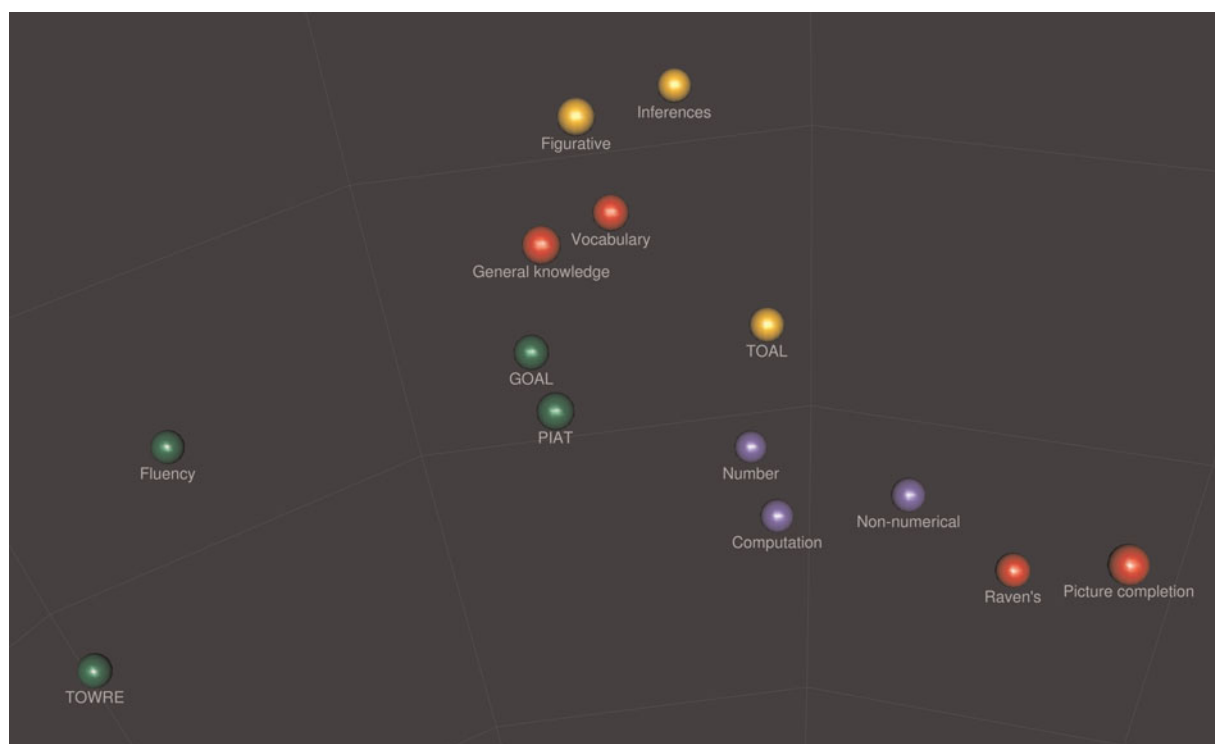 Inferences
Figurative
Vocabulary
General knowledge
TOAL
GOAL
PIAT
Fluency
Number
Non-numerical
Computation
Raven's
Picture completion
TOWRE